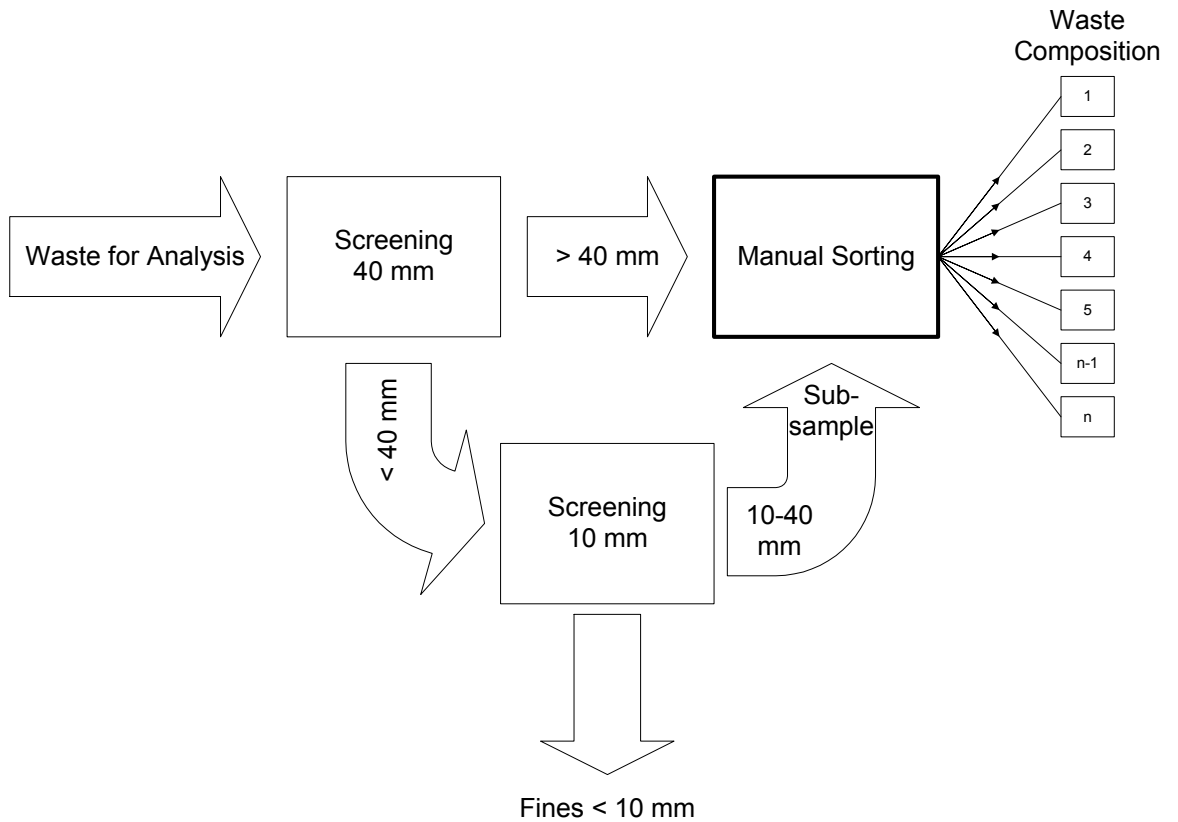 Waste
Composition
1
2
3
4
5
n-1
n
Waste for Analysis
Screening
40 mm
> 40 mm
Manual Sorting
< 40 mm
Sub-
sample
Screening
10 mm
10-40
mm
Fines < 10 mm